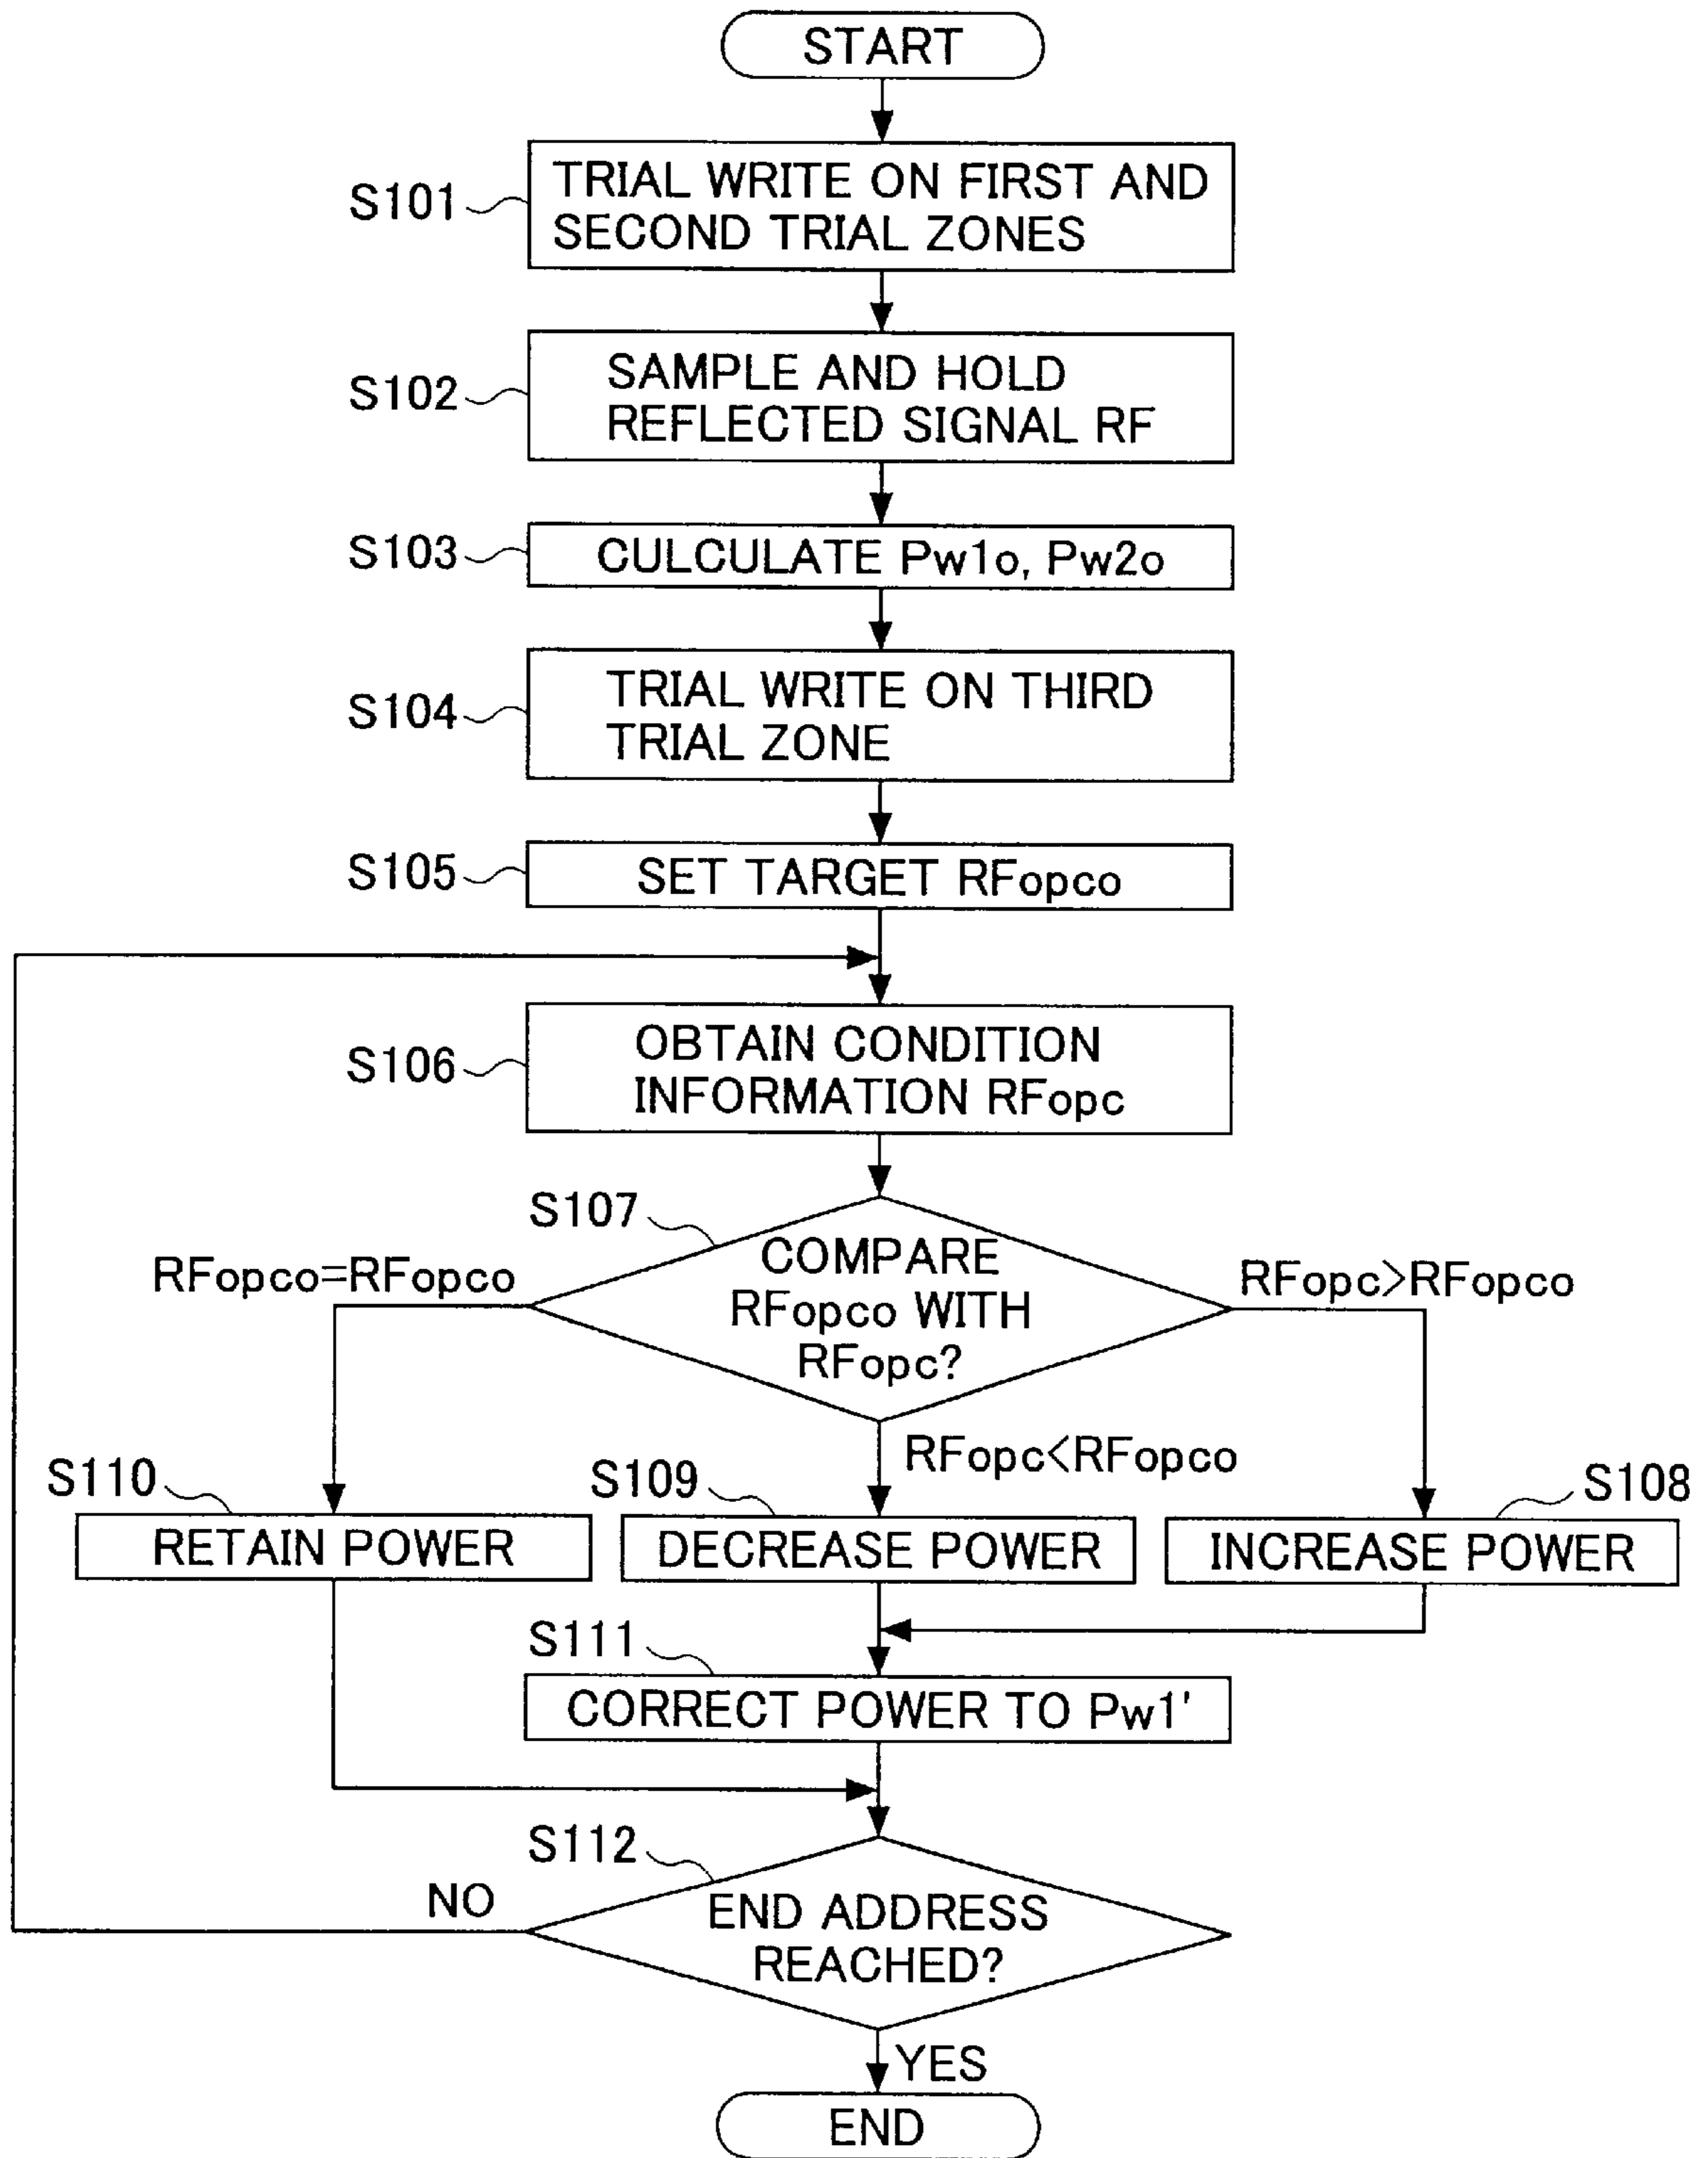 START
S101
TRIAL WRITE ON FIRST AND
SECOND TRIAL ZONES
S102
SAMPLE AND HOLD
REFLECTED SIGNAL RF
S103
CULCULATE Pw1o, Pw2o
S104
TRIAL WRITE ON THIRD
TRIAL ZONE
S105
SET TARGET RFopco
S106
OBTAIN CONDITION
INFORMATION RFopc
S107
COMPARE
RFopco WITH
RFopc?
RFopco=RFopco
RFopc>RFopco
RFopc<RFopco
S110
RETAIN POWER
S109
DECREASE POWER
S108
INCREASE POWER
S111
CORRECT POWER TO Pw1'
S112
END ADDRESS
REACHED?
NO
YES
END